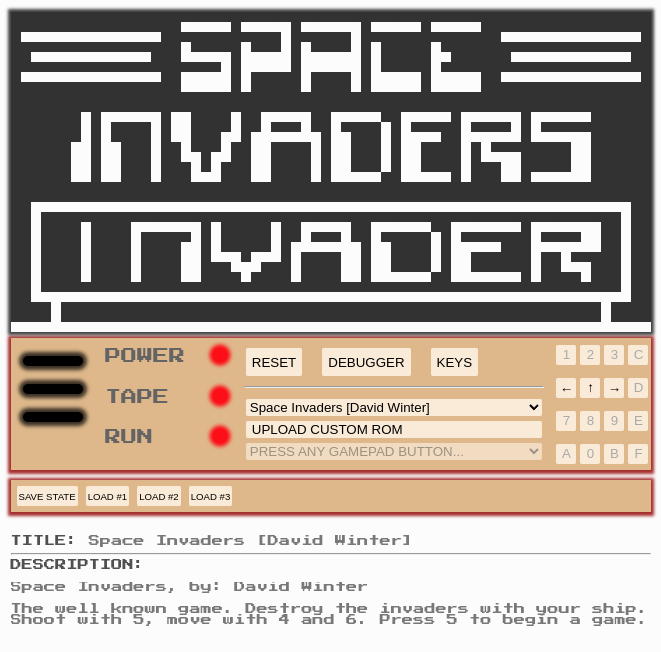 SPACE
INVADERS
INVADER
POWER
TAPE
RUN
RESET DEBUGGER KEYS
Space Invaders [David Winter]
UPLOAD CUSTOM ROM
PRESS ANY GAMEPAD BUTTON...
1 2 3 C
← ↑ → D
7 8 9 E
A 0 B F
SAVE STATE LOAD #1 LOAD #2 LOAD #3
TITLE: Space Invaders [David Winter]
DESCRIPTION:
Space Invaders, by: David Winter
The well known game. Destroy the invaders with your ship.
Shoot with 5, move with 4 and 6. Press 5 to begin a game.